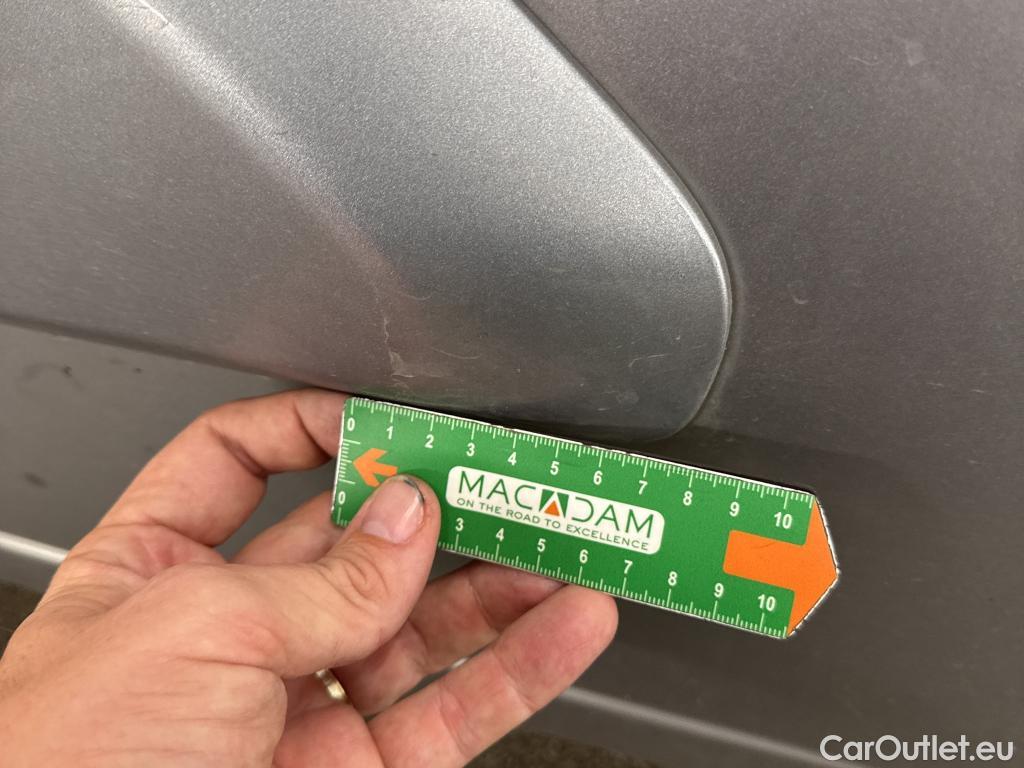 0 1 2 3 4 5 6 7 8 9 10
MACADAM
ON THE ROAD TO EXCELLENCE
0 3 4 5 6 7 8 9 10
CarOutlet.eu